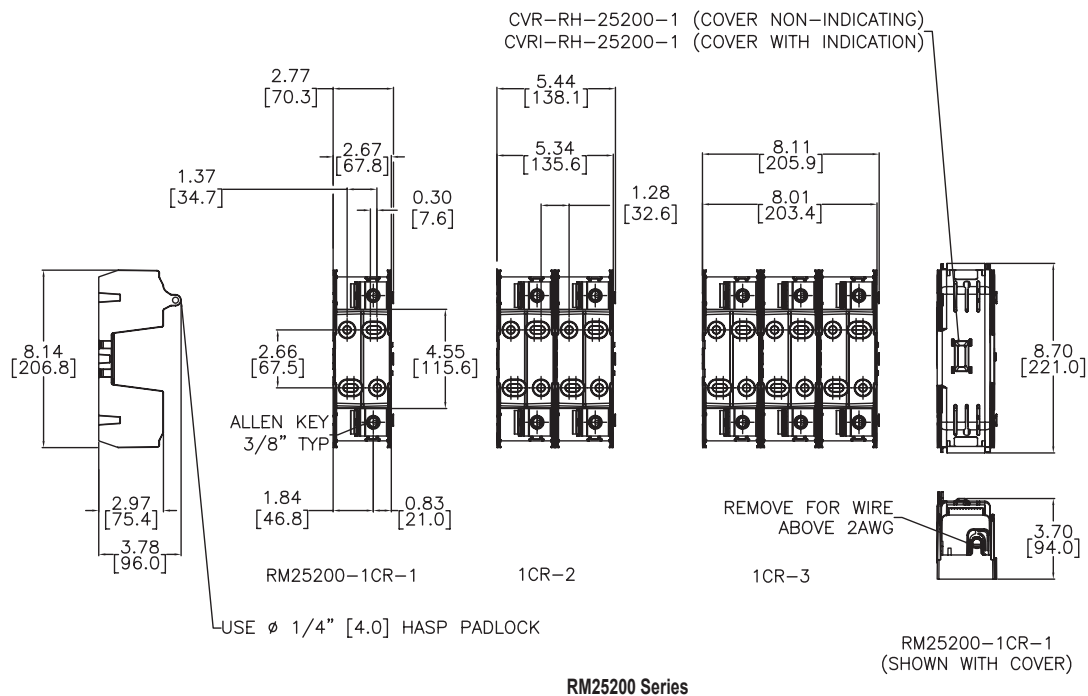 CVR-RH-25200-1 (COVER NON-INDICATING)
CVRI-RH-25200-1 (COVER WITH INDICATION)
2.77
[70.3]
5.44
[138.1]
2.67
[67.8]
5.34
[135.6]
8.11
[205.9]
1.37
[34.7]
0.30
[7.6]
1.28
[32.6]
8.01
[203.4]
8.14
[206.8]
2.66
[67.5]
4.55
[115.6]
8.70
[221.0]
ALLEN KEY
3/8" TYP
2.97
[75.4]
1.84
[46.8]
0.83
[21.0]
REMOVE FOR WIRE
ABOVE 2AWG
3.70
[94.0]
3.78
[96.0]
RM25200-1CR-1
1CR-2
1CR-3
USE ø 1/4" [4.0] HASP PADLOCK
RM25200-1CR-1
(SHOWN WITH COVER)
RM25200 Series